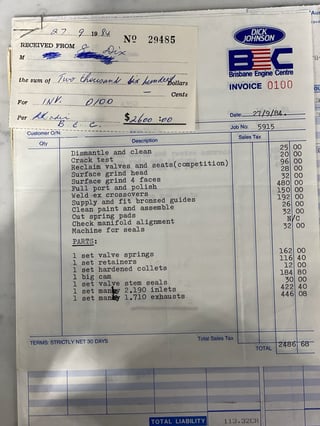 27 . 9 . 1984
Nº 29485
RECEIVED FROM S Dix
M
the sum of Two thousand six hundred Dollars
— Cents
For INV. 0100
Per
B E C.
$2600:00
DICK
JOHNSON
BEC
Brisbane Engine Centre
INVOICE 0100
Date 27/9/84.
Job No. 5915
Customer O/N
Qty Description Sales Tax
Dismantle and clean 25 00
Crack test 20 00
Reclaim valves and seats(competition) 96 00
Surface grind head 28 00
Surface grind 4 faces 32 00
Full port and polish 480 00
Weld ex crossovers 150 00
Supply and fit bronsed guides 192 00
Clean paint and assemble 26 00
Cut spring pads 32 00
Check manifold alignment N/C
Machine for seals 32 00
PARTS:
1 set valve springs 162 00
1 set retainers 116 40
1 set hardened collets 12 00
1 big cam 184 80
1 set valve stem seals 30 00
1 set 2.190 inlets 422 40
1 set 1.710 exhausts 446 08
TERMS: STRICTLY NET 30 DAYS
Total Sales Tax
TOTAL 2486 68
TOTAL LIABILITY